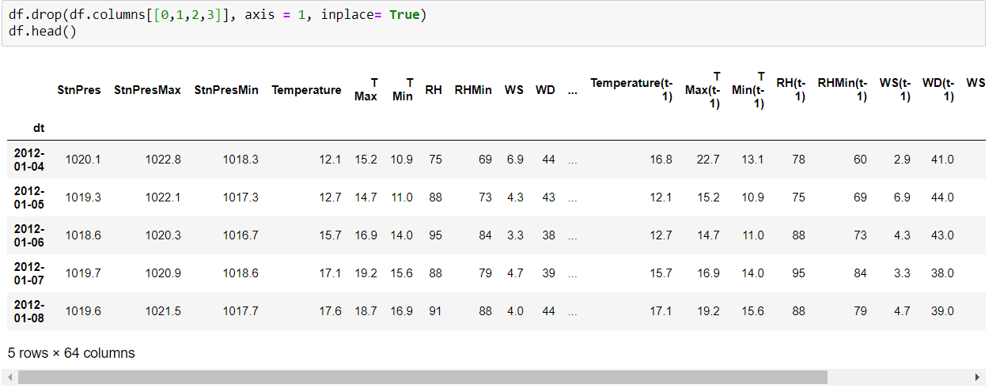 df.drop(df.columns[[0,1,2,3]], axis = 1, inplace= True)
df.head()
StnPres StnPresMax StnPresMin Temperature T Max T Min RH RHMin WS WD ... Temperature(t-1) T Max(t-1) T Min(t-1) RH(t-1) RHMin(t-1) WS(t-1) WD(t-1) WS
dt
2012-01-04 1020.1 1022.8 1018.3 12.1 15.2 10.9 75 69 6.9 44 ... 16.8 22.7 13.1 78 60 2.9 41.0
2012-01-05 1019.3 1022.1 1017.3 12.7 14.7 11.0 88 73 4.3 43 ... 12.1 15.2 10.9 75 69 6.9 44.0
2012-01-06 1018.6 1020.3 1016.7 15.7 16.9 14.0 95 84 3.3 38 ... 12.7 14.7 11.0 88 73 4.3 43.0
2012-01-07 1019.7 1020.9 1018.6 17.1 19.2 15.6 88 79 4.7 39 ... 15.7 16.9 14.0 95 84 3.3 38.0
2012-01-08 1019.6 1021.5 1017.7 17.6 18.7 16.9 91 88 4.0 44 ... 17.1 19.2 15.6 88 79 4.7 39.0
5 rows × 64 columns